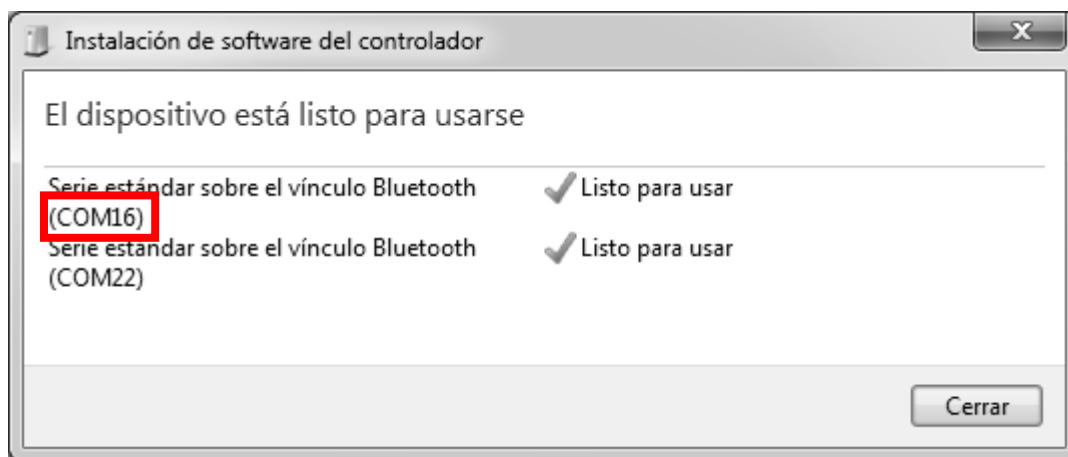 Instalación de software del controlador
El dispositivo está listo para usarse
Serie estándar sobre el vínculo Bluetooth Listo para usar
(COM16)
Serie estándar sobre el vínculo Bluetooth Listo para usar
(COM22)
Cerrar